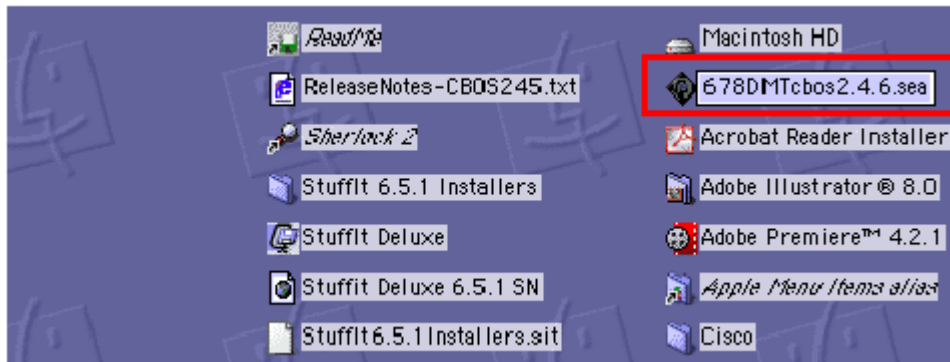 ReadMe
ReleaseNotes-CBOS245.txt
Sherlock 2
StuffIt 6.5.1 Installers
StuffIt Deluxe
Stuffit Deluxe 6.5.1 SN
StuffIt6.5.1Installers.sit
Macintosh HD
678DMTcbos2.4.6.sea
Acrobat Reader Installer
Adobe Illustrator ® 8.0
Adobe Premiere™ 4.2.1
Apple Menu Items alias
Cisco